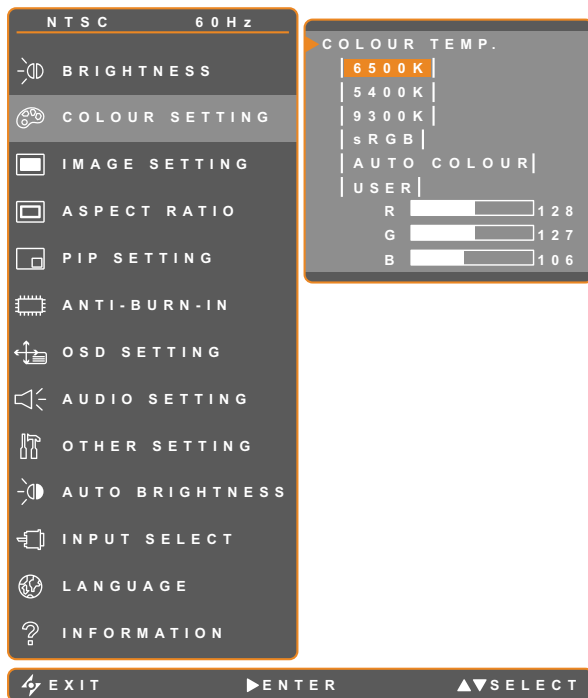 NTSC 60Hz
BRIGHTNESS
COLOUR SETTING
IMAGE SETTING
ASPECT RATIO
PIP SETTING
ANTI-BURN-IN
OSD SETTING
AUDIO SETTING
OTHER SETTING
AUTO BRIGHTNESS
INPUT SELECT
LANGUAGE
INFORMATION
COLOUR TEMP.
6500K
5400K
9300K
sRGB
AUTO COLOUR
USER
R 128
G 127
B 106
EXIT ENTER SELECT